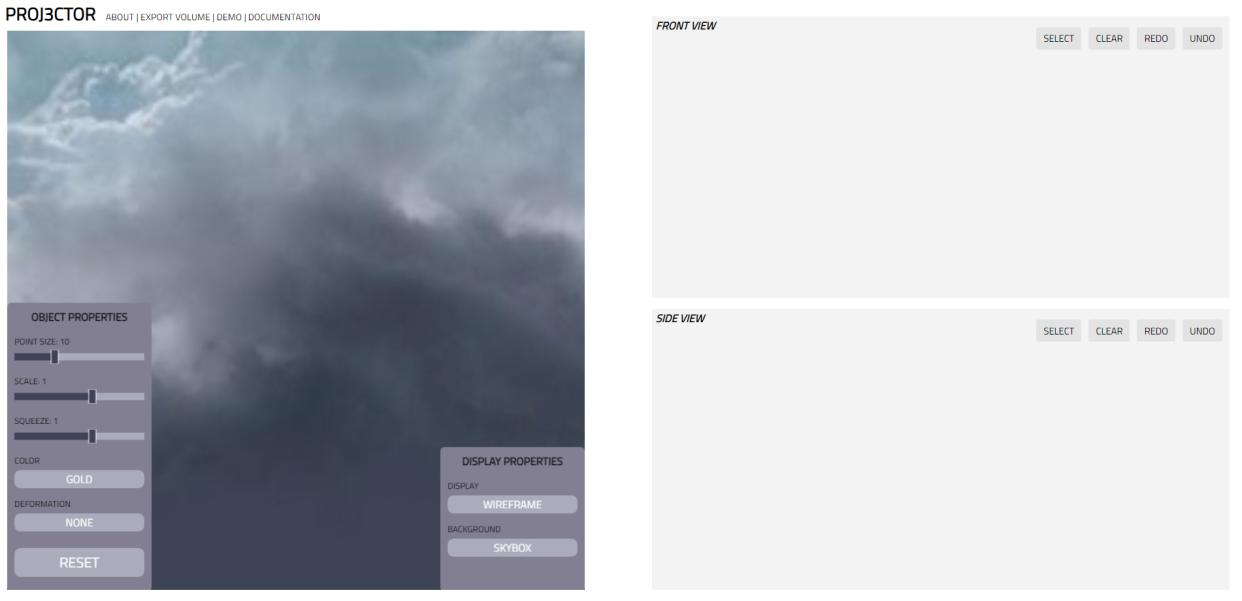 PROJ3CTOR ABOUT | EXPORT VOLUME | DEMO | DOCUMENTATION
OBJECT PROPERTIES
POINT SIZE: 10
SCALE: 1
SQUEEZE: 1
COLOR
GOLD
DEFORMATION
NONE
RESET
DISPLAY PROPERTIES
DISPLAY
WIREFRAME
BACKGROUND
SKYBOX
FRONT VIEW
SELECT CLEAR REDO UNDO
SIDE VIEW
SELECT CLEAR REDO UNDO